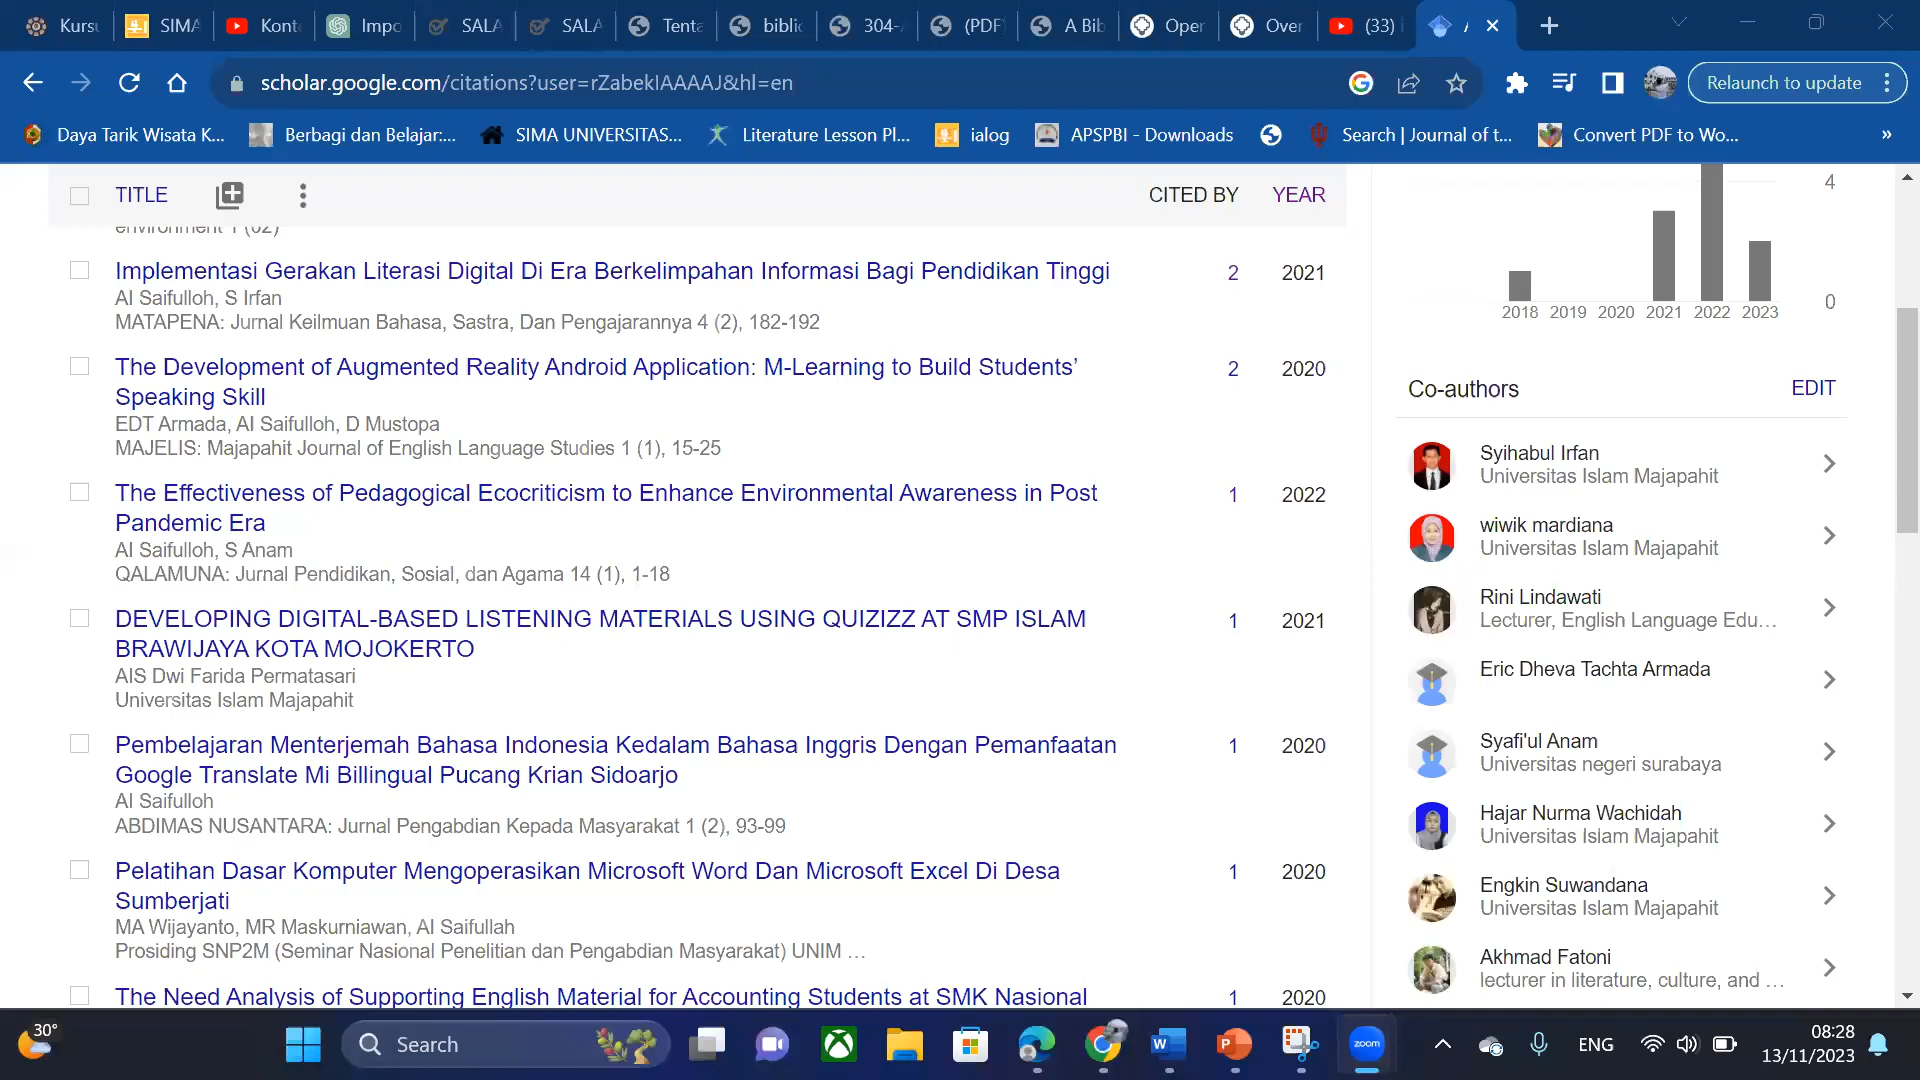 Kurs
SIMA
Kont
Impo
SALA
SALA
Tenta
biblic
304-
(PDF
A Bib
Oper
Over
(33)
scholar.google.com/citations?user=rZabekIAAAAJ&hl=en
Relaunch to update
Daya Tarik Wisata K...
Berbagi dan Belajar:...
SIMA UNIVERSITAS...
Literature Lesson Pl...
ialog
APSPBI - Downloads
Search | Journal of t...
Convert PDF to Wo...
»
TITLE
CITED BY YEAR
environment 1 (02)
Implementasi Gerakan Literasi Digital Di Era Berkelimpahan Informasi Bagi Pendidikan Tinggi 2 2021
AI Saifulloh, S Irfan
MATAPENA: Jurnal Keilmuan Bahasa, Sastra, Dan Pengajarannya 4 (2), 182-192
The Development of Augmented Reality Android Application: M-Learning to Build Students’ 2 2020
Speaking Skill
EDT Armada, AI Saifulloh, D Mustopa
MAJELIS: Majapahit Journal of English Language Studies 1 (1), 15-25
The Effectiveness of Pedagogical Ecocriticism to Enhance Environmental Awareness in Post 1 2022
Pandemic Era
AI Saifulloh, S Anam
QALAMUNA: Jurnal Pendidikan, Sosial, dan Agama 14 (1), 1-18
DEVELOPING DIGITAL-BASED LISTENING MATERIALS USING QUIZIZZ AT SMP ISLAM 1 2021
BRAWIJAYA KOTA MOJOKERTO
AIS Dwi Farida Permatasari
Universitas Islam Majapahit
Pembelajaran Menterjemah Bahasa Indonesia Kedalam Bahasa Inggris Dengan Pemanfaatan 1 2020
Google Translate Mi Billingual Pucang Krian Sidoarjo
AI Saifulloh
ABDIMAS NUSANTARA: Jurnal Pengabdian Kepada Masyarakat 1 (2), 93-99
Pelatihan Dasar Komputer Mengoperasikan Microsoft Word Dan Microsoft Excel Di Desa 1 2020
Sumberjati
MA Wijayanto, MR Maskurniawan, AI Saifullah
Prosiding SNP2M (Seminar Nasional Penelitian dan Pengabdian Masyarakat) UNIM …
The Need Analysis of Supporting English Material for Accounting Students at SMK Nasional 1 2020
4
0
2018 2019 2020 2021 2022 2023
Co-authors EDIT
Syihabul Irfan
Universitas Islam Majapahit
wiwik mardiana
Universitas Islam Majapahit
Rini Lindawati
Lecturer, English Language Edu…
Eric Dheva Tachta Armada
Syafi'ul Anam
Universitas negeri surabaya
Hajar Nurma Wachidah
Universitas Islam Majapahit
Engkin Suwandana
Universitas Islam Majapahit
Akhmad Fatoni
lecturer in literature, culture, and …
30°
Search
zoom
ENG
08:28
13/11/2023